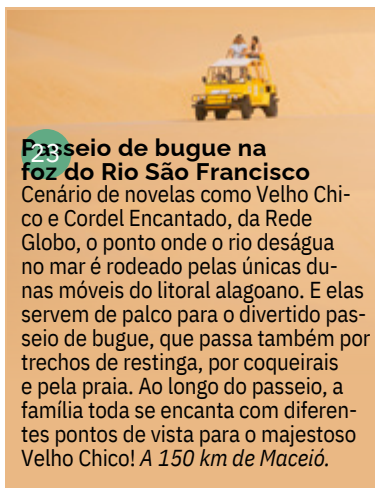 23
Passeio de bugue na
foz do Rio São Francisco
Cenário de novelas como Velho Chi-
co e Cordel Encantado, da Rede
Globo, o ponto onde o rio deságua
no mar é rodeado pelas únicas du-
nas móveis do litoral alagoano. E elas
servem de palco para o divertido pas-
seio de bugue, que passa também por
trechos de restinga, por coqueirais
e pela praia. Ao longo do passeio, a
família toda se encanta com diferen-
tes pontos de vista para o majestoso
Velho Chico! A 150 km de Maceió.